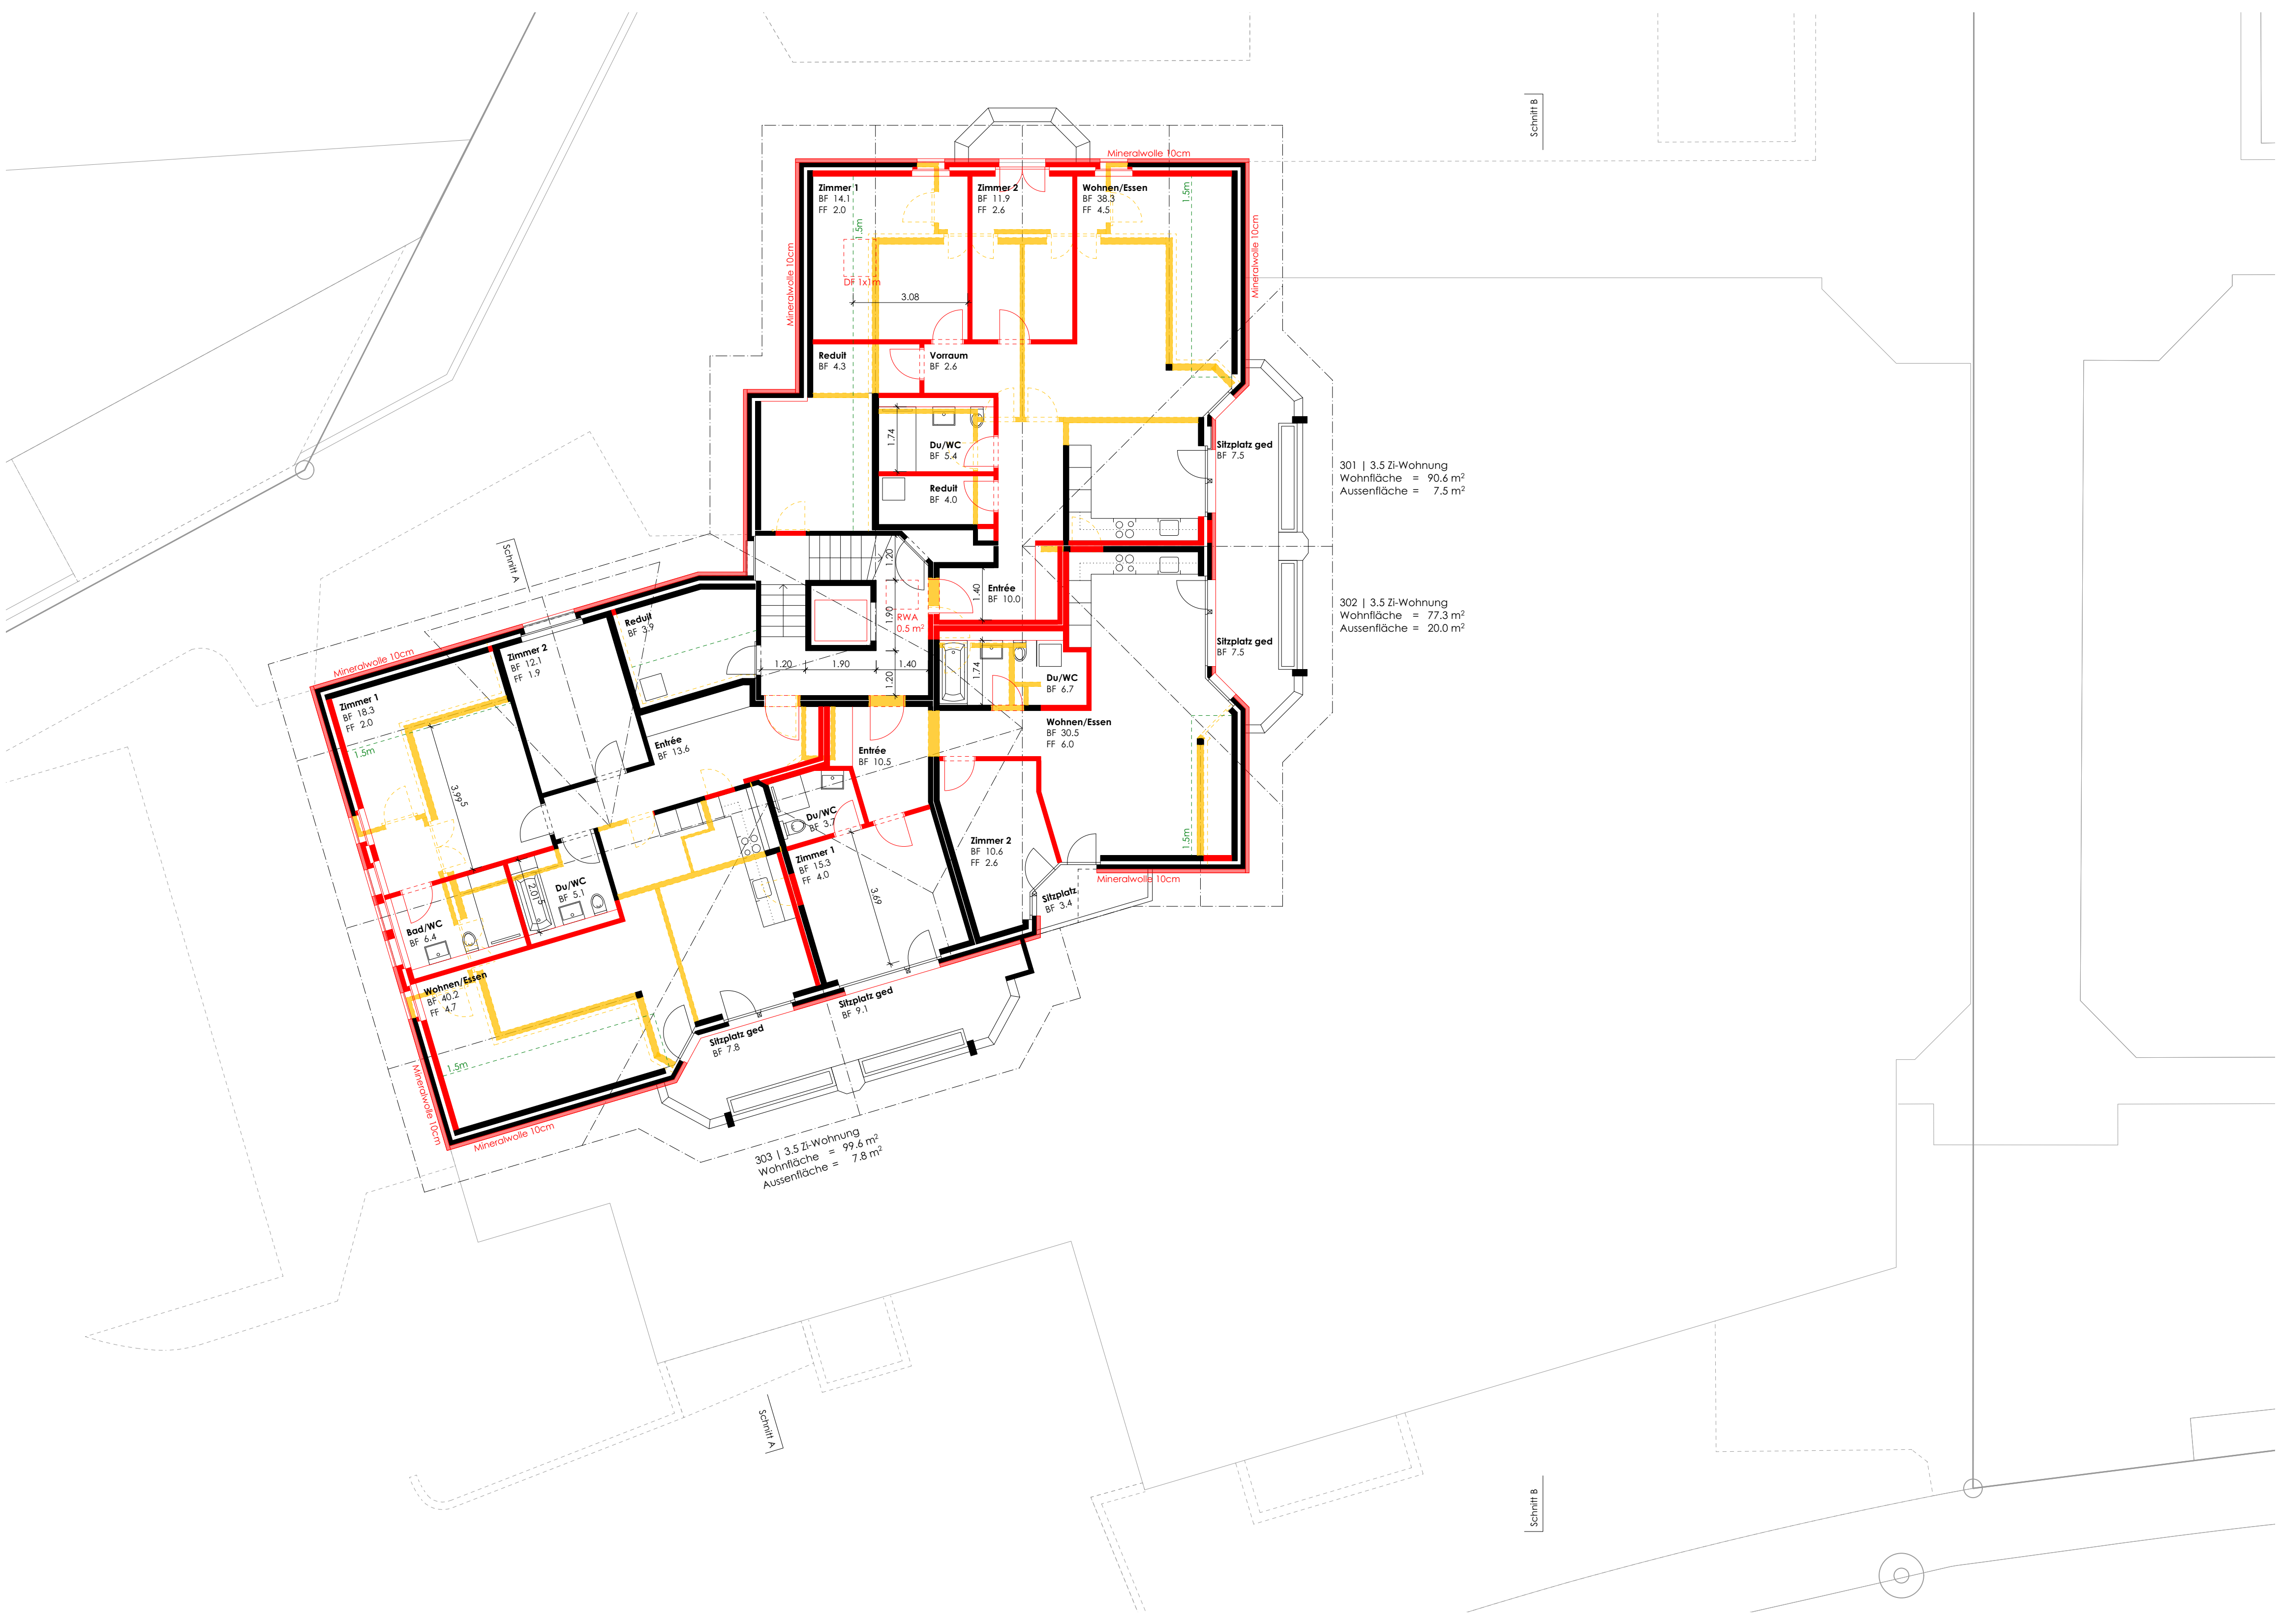 Schnitt B
Mineralwolle 10cm
Zimmer 1
BF 14.1
FF 2.0
Zimmer 2
BF 11.9
FF 2.6
Wohnen/Essen
BF 38.3
FF 4.5
1.5m
1.5m
Mineralwolle 10cm
Mineralwolle 10cm
DF 1x1m
3.08
Reduit
BF 4.3
Vorraum
BF 2.6
1.74
Du/WC
BF 5.4
Reduit
BF 4.0
Sitzplatz ged
BF 7.5
301 | 3.5 Zi-Wohnung
Wohnfläche = 90.6 m²
Aussenfläche = 7.5 m²
Schnitt A
1.20
1.90
1.20
1.40
RWA
0.5 m²
Entrée
BF 10.0
302 | 3.5 Zi-Wohnung
Wohnfläche = 77.3 m²
Aussenfläche = 20.0 m²
Sitzplatz ged
BF 7.5
1.20
1.90
1.40
1.74
Du/WC
BF 6.7
Wohnen/Essen
BF 30.5
FF 6.0
Reduit
BF 3.9
Mineralwolle 10cm
Zimmer 2
BF 12.1
FF 1.9
Zimmer 1
BF 18.3
FF 2.0
1.5m
3.99.5
Entrée
BF 13.6
Entrée
BF 10.5
Du/WC
BF 3.7
Zimmer 1
BF 15.3
FF 4.0
3.69
Zimmer 2
BF 10.6
FF 2.6
1.5m
Mineralwolle 10cm
Sitzplatz
BF 3.4
Du/WC
BF 5.1
2.01.5
Bad/WC
BF 6.4
Wohnen/Essen
BF 40.2
FF 4.7
1.5m
Sitzplatz ged
BF 9.1
Sitzplatz ged
BF 7.8
Mineralwolle 10cm
Mineralwolle 10cm
303 | 3.5 Zi-Wohnung
Wohnfläche = 99.6 m²
Aussenfläche = 7.8 m²
Schnitt A
Schnitt B